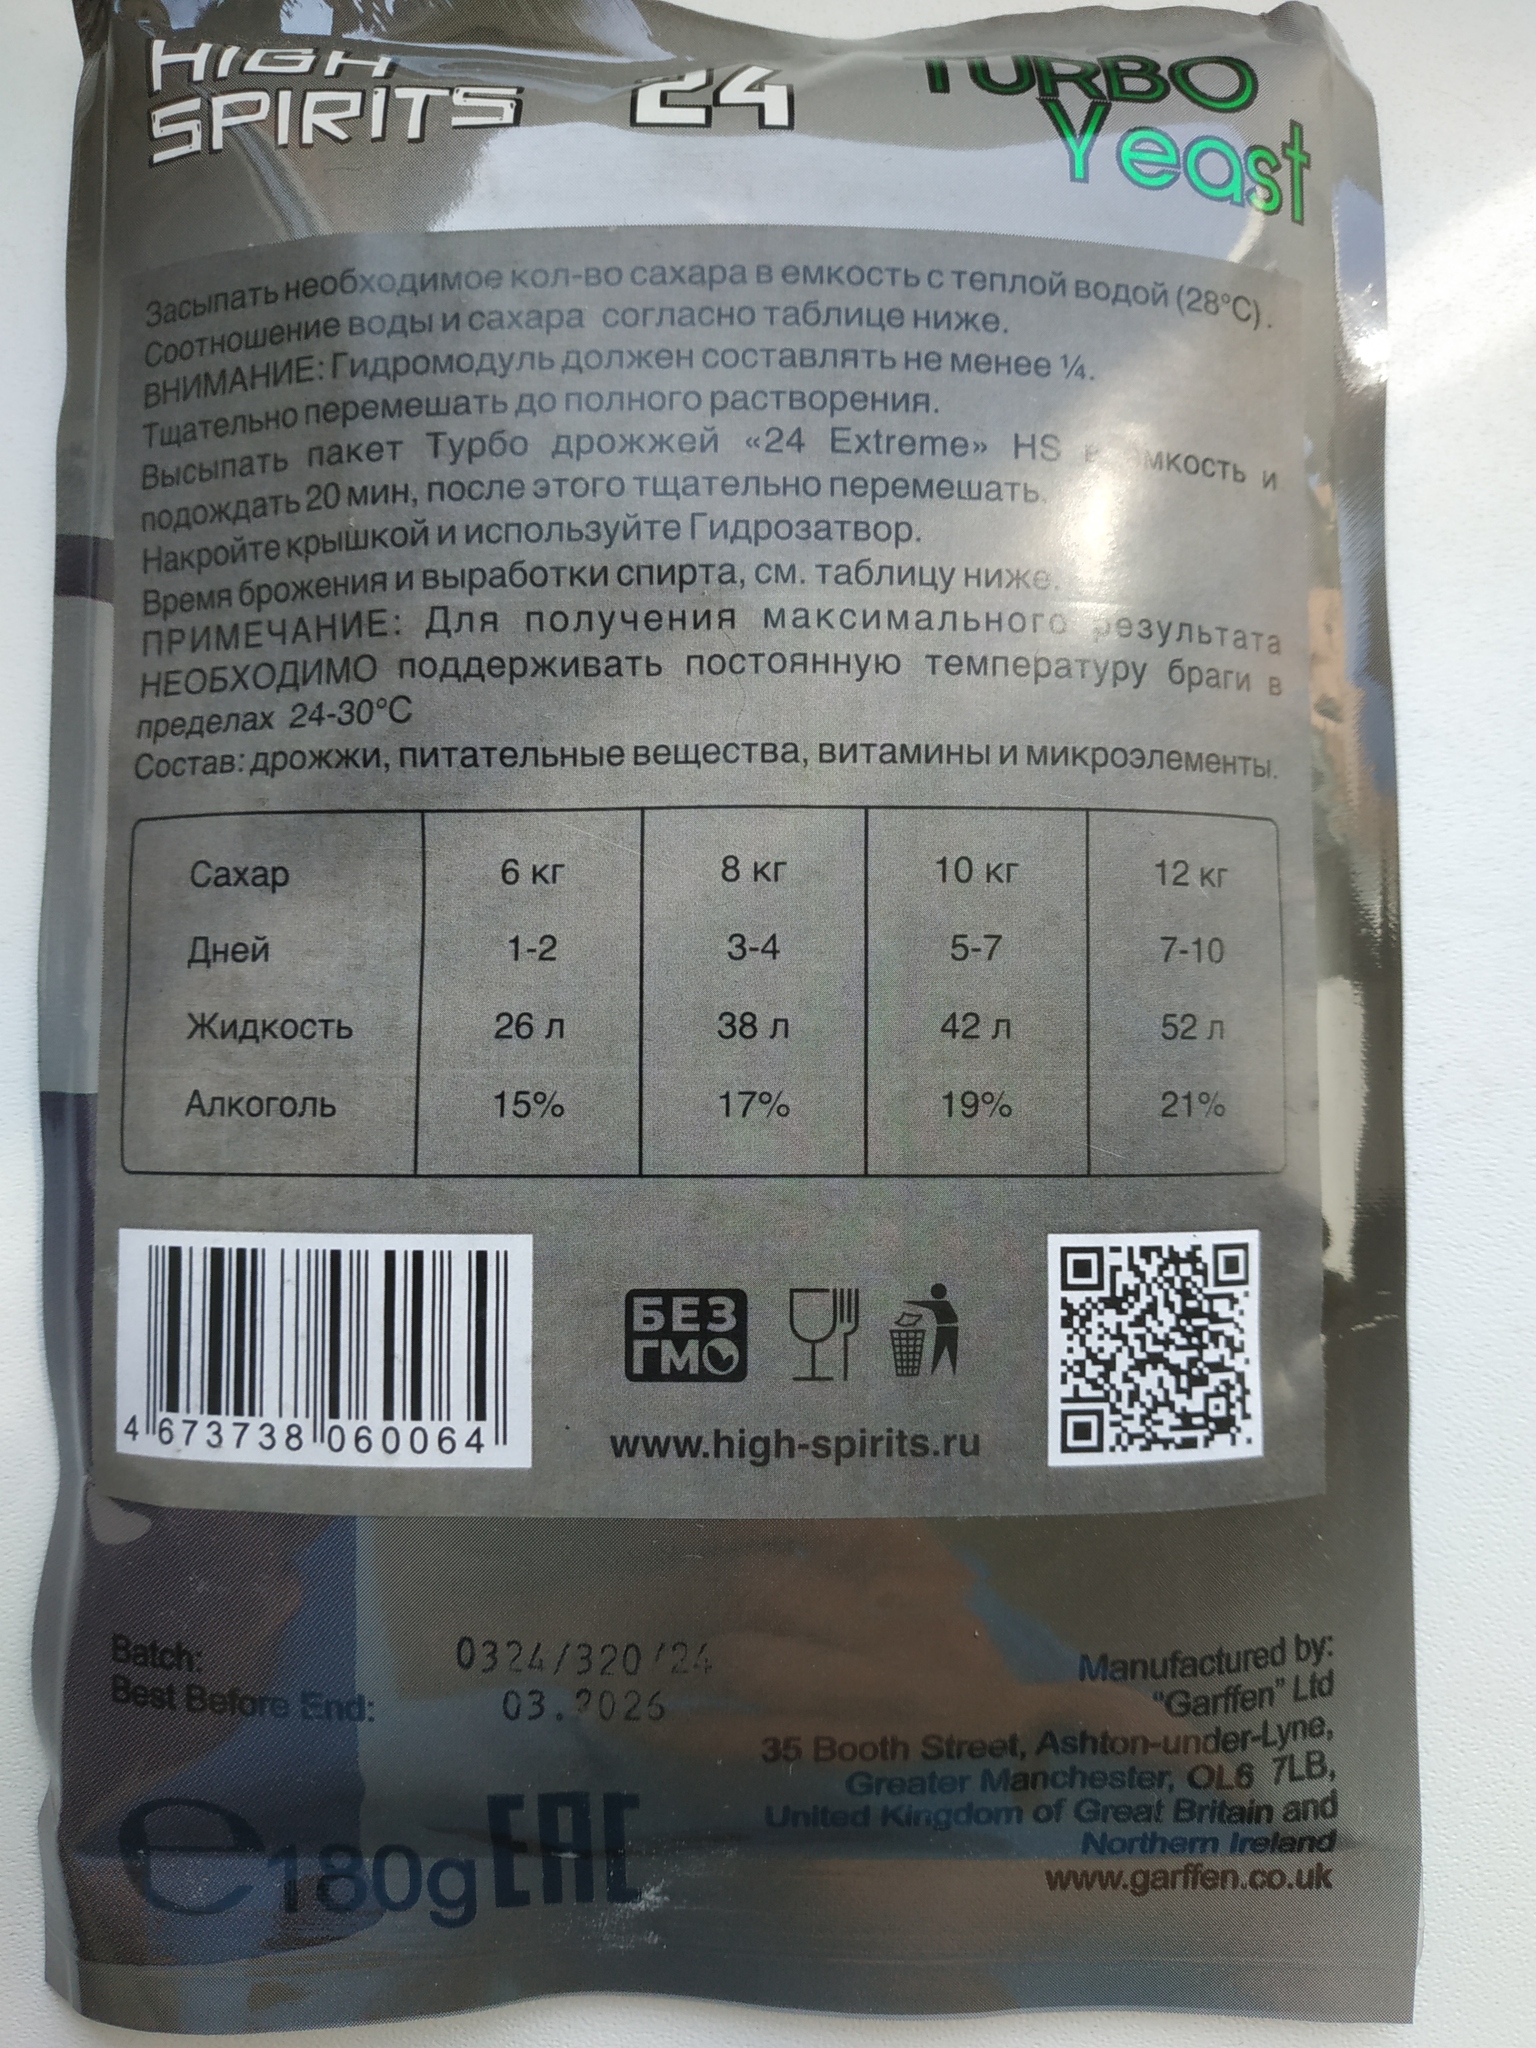 HIGH
SPIRITS
24
TURBO
Yeast
Засыпать необходимое кол-во сахара в емкость с теплой водой (28°C).
Соотношение воды и сахара согласно таблице ниже.
ВНИМАНИЕ: Гидромодуль должен составлять не менее ¼.
Тщательно перемешать до полного растворения.
Высыпать пакет Турбо дрожжей «24 Extreme» HS в емкость и
подождать 20 мин, после этого тщательно перемешать.
Накройте крышкой и используйте Гидрозатвор.
Время брожения и выработки спирта, см. таблицу ниже.
ПРИМЕЧАНИЕ: Для получения максимального результата
НЕОБХОДИМО поддерживать постоянную температуру браги в
пределах 24-30°C
Состав: дрожжи, питательные вещества, витамины и микроэлементы.
Сахар 6 кг 8 кг 10 кг 12 кг
Дней 1-2 3-4 5-7 7-10
Жидкость 26 л 38 л 42 л 52 л
Алкоголь 15% 17% 19% 21%
4 673738 060064
БЕЗ
ГМО
www.high-spirits.ru
Batch: 0324/320/24
Best Before End: 03.2026
Manufactured by:
"Garffen" Ltd
35 Booth Street, Ashton-under-Lyne,
Greater Manchester, OL6 7LB,
United Kingdom of Great Britain and
Northern Ireland
www.garffen.co.uk
e180g EAC